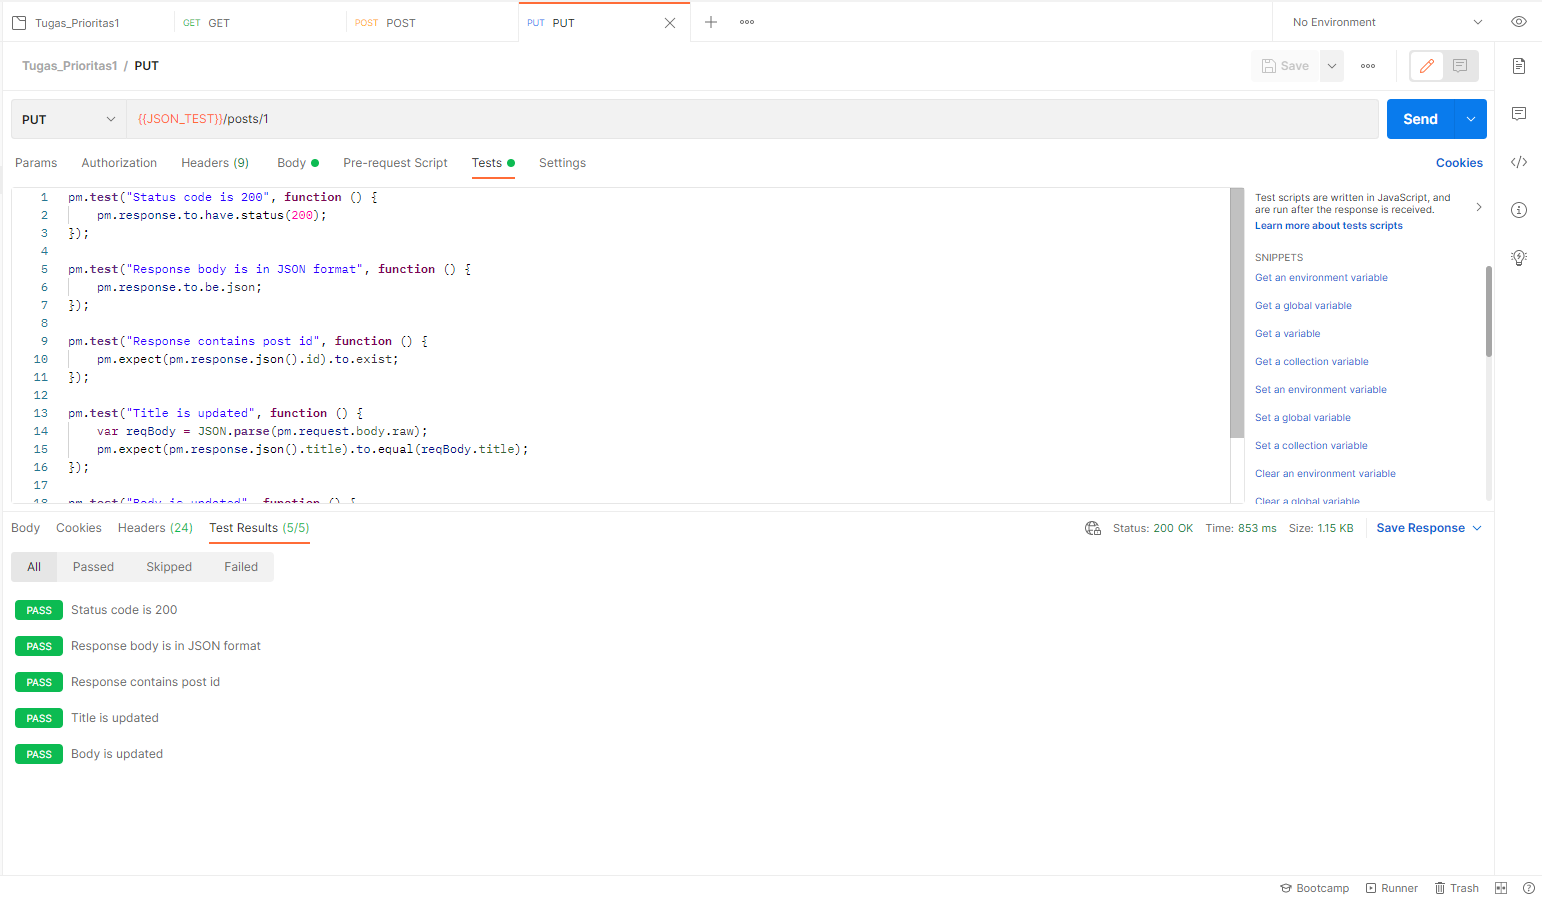 Tugas_Prioritas1
GET GET
POST POST
PUT PUT
No Environment
Tugas_Prioritas1 / PUT
Save
PUT
{{JSON_TEST}}/posts/1
Send
Params Authorization Headers (9) Body Pre-request Script Tests Settings
Cookies
1 pm.test("Status code is 200", function () {
2 pm.response.to.have.status(200);
3 });
4
5 pm.test("Response body is in JSON format", function () {
6 pm.response.to.be.json;
7 });
8
9 pm.test("Response contains post id", function () {
10 pm.expect(pm.response.json().id).to.exist;
11 });
12
13 pm.test("Title is updated", function () {
14 var reqBody = JSON.parse(pm.request.body.raw);
15 pm.expect(pm.response.json().title).to.equal(reqBody.title);
16 });
17
18 pm.test("Body is updated", function () {
Test scripts are written in JavaScript, and
are run after the response is received.
Learn more about tests scripts
SNIPPETS
Get an environment variable
Get a global variable
Get a variable
Get a collection variable
Set an environment variable
Set a global variable
Set a collection variable
Clear an environment variable
Clear a global variable
Body Cookies Headers (24) Test Results (5/5)
Status: 200 OK Time: 853 ms Size: 1.15 KB
Save Response
All Passed Skipped Failed
PASS Status code is 200
PASS Response body is in JSON format
PASS Response contains post id
PASS Title is updated
PASS Body is updated
Bootcamp Runner Trash